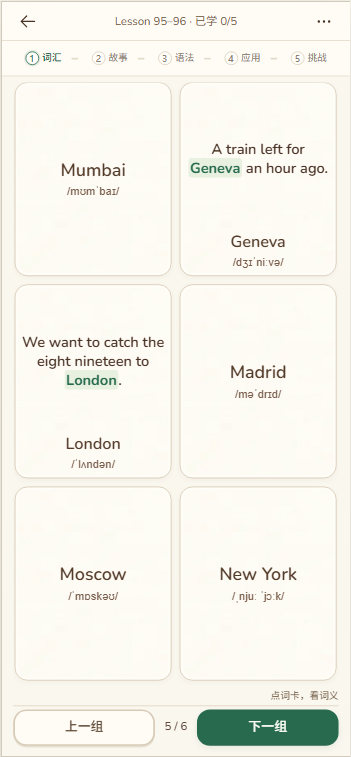 Lesson 95–96 · 已学 0/5
1 词汇 – 2 故事 – 3 语法 – 4 应用 – 5 挑战
Mumbai
/mʊmˈbaɪ/
A train left for
Geneva an hour ago.
Geneva
/dʒɪˈniːvə/
We want to catch the
eight nineteen to
London.
London
/ˈlʌndən/
Madrid
/məˈdrɪd/
Moscow
/ˈmɒskəʊ/
New York
/ˌnjuː ˈjɔːk/
点词卡，看词义
上一组
5 / 6
下一组